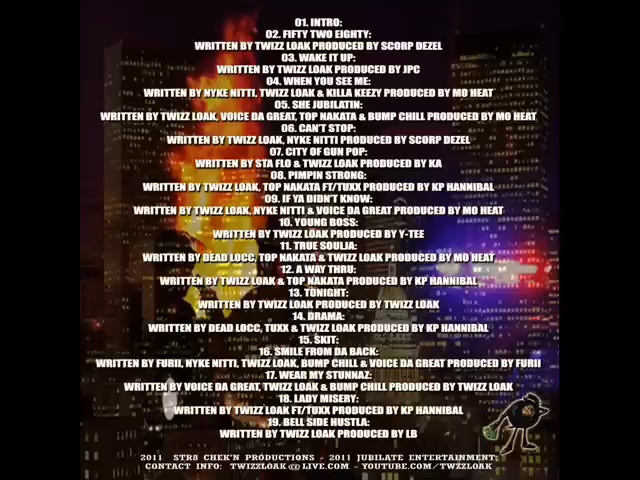 01. INTRO:
02. FIFTY TWO EIGHTY:
WRITTEN BY TWIZZ LOAK PRODUCED BY SCORP DEZEL
03. WAKE IT UP:
WRITTEN BY TWIZZ LOAK PRODUCED BY JPC
04. WHEN YOU SEE ME:
WRITTEN BY NYKE NITTI, TWIZZ LOAK & KILLA KEEZY PRODUCED BY MO HEAT
05. SHE JUBILATIN:
WRITTEN BY TWIZZ LOAK, VOICE DA GREAT, TOP NAKATA & BUMP CHILL PRODUCED BY MO HEAT
06. CAN'T STOP:
WRITTEN BY TWIZZ LOAK, NYKE NITTI PRODUCED BY SCORP DEZEL
07. CITY OF GUN POP:
WRITTEN BY STA FLO & TWIZZ LOAK PRODUCED BY KA
08. PIMPIN STRONG:
WRITTEN BY TWIZZ LOAK, TOP NAKATA FT/TUXX PRODUCED BY KP HANNIBAL
09. IF YA DIDN'T KNOW:
WRITTEN BY TWIZZ LOAK, NYKE NITTI & VOICE DA GREAT PRODUCED BY MO HEAT
10. YOUNG BOSS:
WRITTEN BY TWIZZ LOAK PRODUCED BY Y-TEE
11. TRUE SOULJA:
WRITTEN BY DEAD LOCC, TOP NAKATA & TWIZZ LOAK PRODUCED BY MO HEAT
12. A WAY THRU:
WRITTEN BY TWIZZ LOAK & TOP NAKATA PRODUCED BY KP HANNIBAL
13. TONIGHT:
WRITTEN BY TWIZZ LOAK PRODUCED BY TWIZZ LOAK
14. DRAMA:
WRITTEN BY DEAD LOCC, TUXX & TWIZZ LOAK PRODUCED BY KP HANNIBAL
15. SKIT:
16. SMILE FROM DA BACK:
WRITTEN BY FURII, NYKE NITTI, TWIZZ LOAK, BUMP CHILL & VOICE DA GREAT PRODUCED BY FURII
17. WEAR MY STUNNAZ:
WRITTEN BY VOICE DA GREAT, TWIZZ LOAK & BUMP CHILL PRODUCED BY TWIZZ LOAK
18. LADY MISERY:
WRITTEN BY TWIZZ LOAK FT/TUXX PRODUCED BY KP HANNIBAL
19. BELL SIDE HUSTLA:
WRITTEN BY TWIZZ LOAK PRODUCED BY LB
2011 STR8 CHEK'N PRODUCTIONS - 2011 JUBILATE ENTERTAINMENT:
CONTACT INFO: TWIZZLOAK@LIVE.COM - YOUTUBE.COM/TWZZLOAK